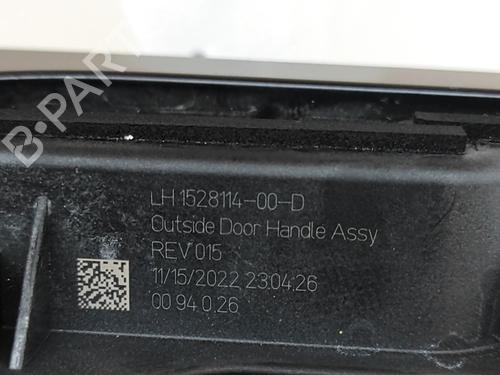 B-PARTS
LH 1528114-00-D
Outside Door Handle Assy
REV 015
11/15/2022 23:04:26
00 94 0.26